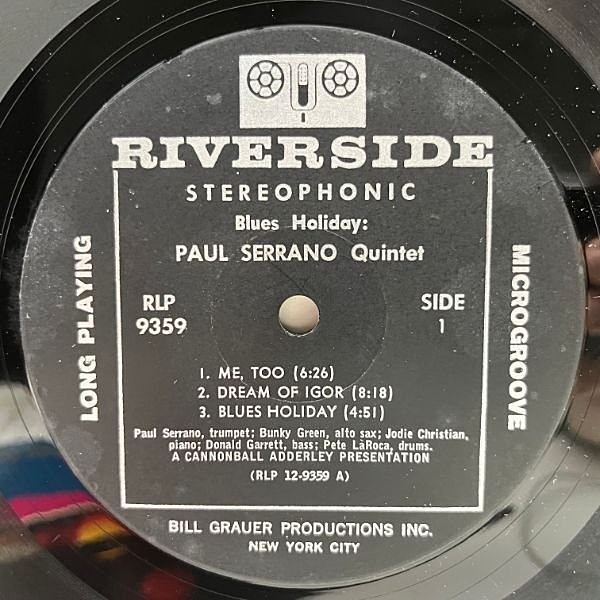 RIVERSIDE
STEREOPHONIC
Blues Holiday:
PAUL SERRANO Quintet
LONG PLAYING
MICROGROOVE
RLP
9359
SIDE
1
1. ME, TOO (6:26)
2. DREAM OF IGOR (8:18)
3. BLUES HOLIDAY (4:51)
Paul Serrano, trumpet; Bunky Green, alto sax; Jodie Christian,
piano; Donald Garrett, bass; Pete LaRoca, drums.
A CANNONBALL ADDERLEY PRESENTATION
(RLP 12-9359 A)
BILL GRAUER PRODUCTIONS INC.
NEW YORK CITY